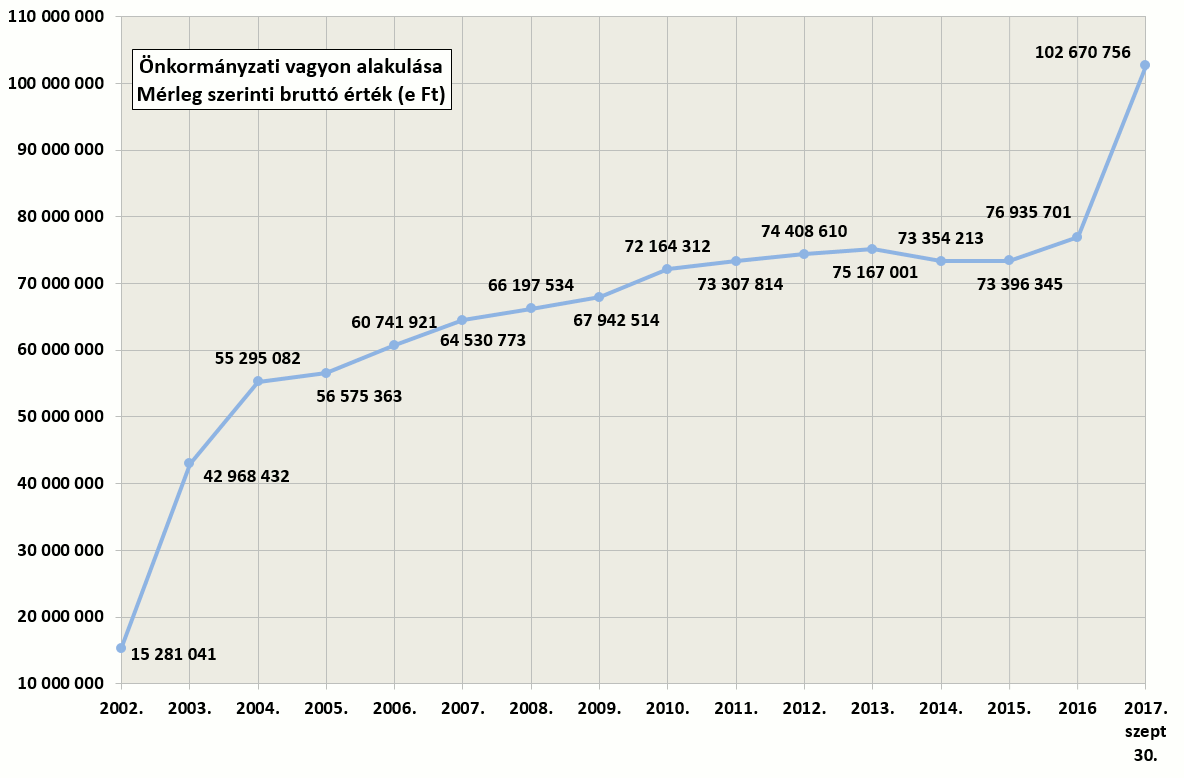 110 000 000
100 000 000
90 000 000
80 000 000
70 000 000
60 000 000
50 000 000
40 000 000
30 000 000
20 000 000
10 000 000
Önkormányzati vagyon alakulása
Mérleg szerinti bruttó érték (e Ft)
15 281 041
42 968 432
55 295 082
56 575 363
60 741 921
64 530 773
66 197 534
67 942 514
72 164 312
73 307 814
74 408 610
75 167 001
73 354 213
73 396 345
76 935 701
102 670 756
2002. 2003. 2004. 2005. 2006. 2007. 2008. 2009. 2010. 2011. 2012. 2013. 2014. 2015. 2016 2017.
szept
30.